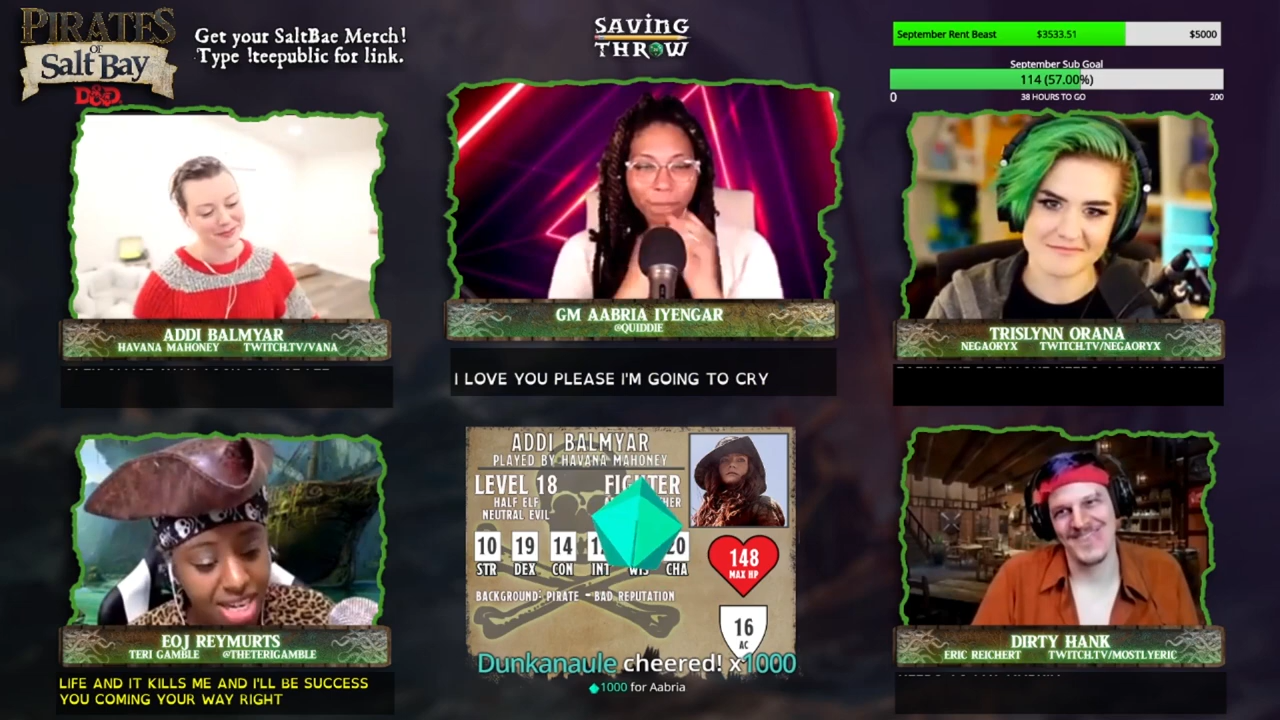 PIRATES
OF
Salt Bay
D&D
Get your SaltBae Merch!
Type !teepublic for link.
SAVING
THROW
September Rent Beast $3533.51 $5000
September Sub Goal
114 (57.00%)
0 38 HOURS TO GO 200
ADDI BALMYAR
HAVANA MAHONEY TWITCH.TV/VANA
GM AABRIA IYENGAR
@QUIDDIE
I LOVE YOU PLEASE I'M GOING TO CRY
TRISLYNN ORANA
NEGAORYX TWITCH.TV/NEGAORYX
EOJ REYMURTS
TERI GAMBLE @THETERIGAMBLE
LIFE AND IT KILLS ME AND I'LL BE SUCCESS
YOU COMING YOUR WAY RIGHT
ADDI BALMYAR
PLAYED BY HAVANA MAHONEY
LEVEL 18 FIGHTER
HALF ELF
NEUTRAL EVIL
10 19 14 20
STR DEX CON INT WIS CHA
BACKGROUND: PIRATE - BAD REPUTATION
148
MAX HP
16
AC
Dunkanaule cheered! x1000
1000 for Aabria
DIRTY HANK
ERIC REICHERT TWITCH.TV/MOSTLYERIC